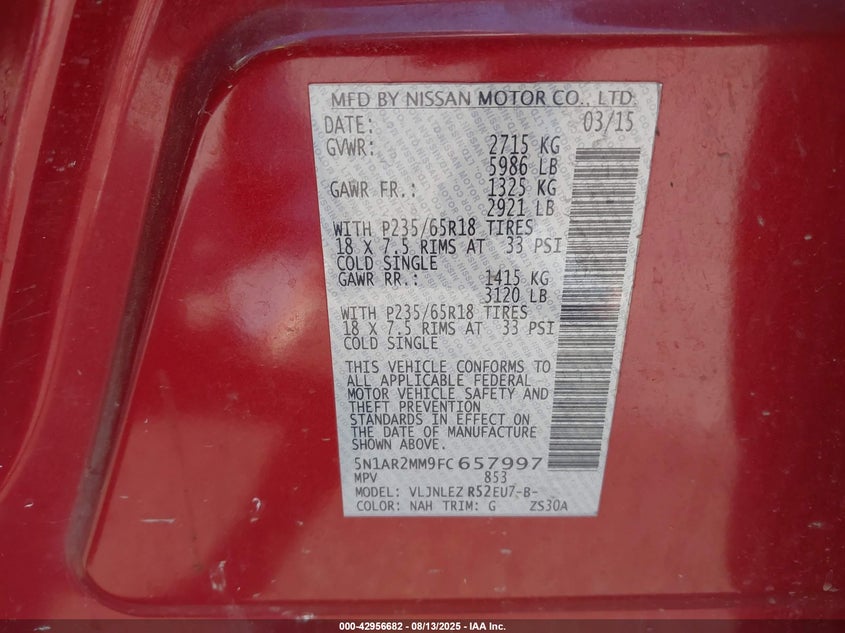 MFD BY NISSAN MOTOR CO., LTD.
DATE: 03/15
GVWR: 2715 KG
5986 LB
GAWR FR.: 1325 KG
2921 LB
WITH P235/65R18 TIRES
18 X 7.5 RIMS AT 33 PSI
COLD SINGLE
GAWR RR.: 1415 KG
3120 LB
WITH P235/65R18 TIRES
18 X 7.5 RIMS AT 33 PSI
COLD SINGLE
THIS VEHICLE CONFORMS TO
ALL APPLICABLE FEDERAL
MOTOR VEHICLE SAFETY AND
THEFT PREVENTION
STANDARDS IN EFFECT ON
THE DATE OF MANUFACTURE
SHOWN ABOVE.
5N1AR2MM9FC657997
MPV 853
MODEL: VLJNLEZ R52EU7-B-
COLOR: NAH TRIM: G ZS30A
000-42956682 - 08/13/2025 - IAA Inc.